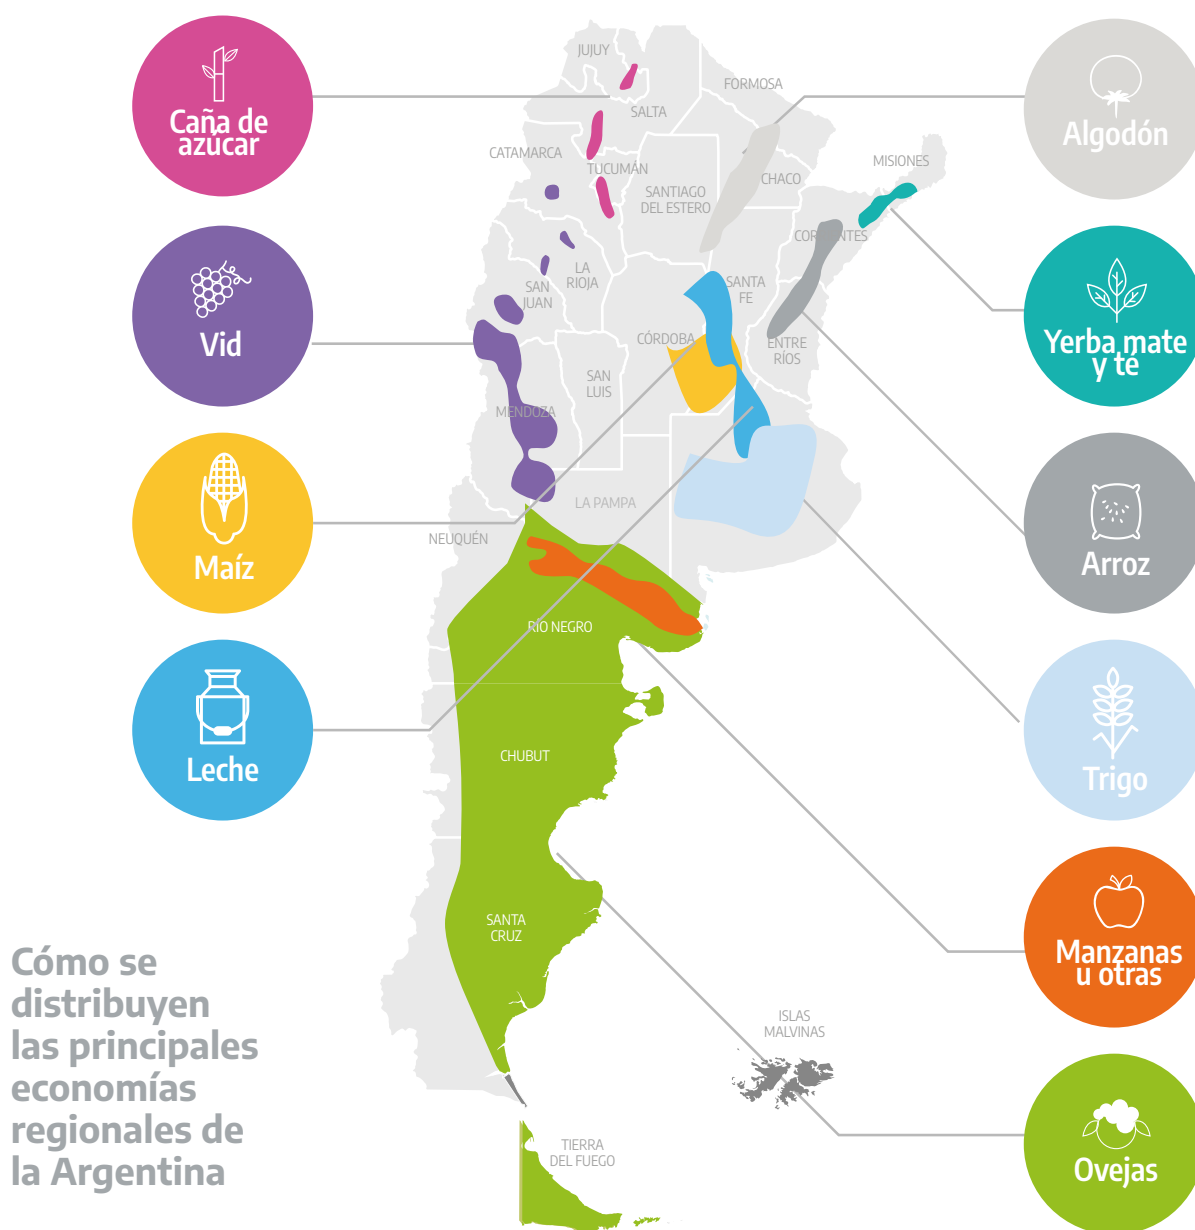 Caña de
azúcar
Vid
Maíz
Leche
Cómo se
distribuyen
las principales
economías
regionales de
la Argentina
JUJUY
FORMOSA
SALTA
CATAMARCA
TUCUMÁN
SANTIAGO
DEL ESTERO
CHACO
MISIONES
CORRIENTES
LA
RIOJA
SAN
JUAN
SANTA
FE
CÓRDOBA
ENTRE
RÍOS
SAN
LUIS
MENDOZA
LA PAMPA
NEUQUÉN
RÍO NEGRO
CHUBUT
SANTA
CRUZ
ISLAS
MALVINAS
TIERRA
DEL FUEGO
Algodón
Yerba mate
y té
Arroz
Trigo
Manzanas
u otras
Ovejas